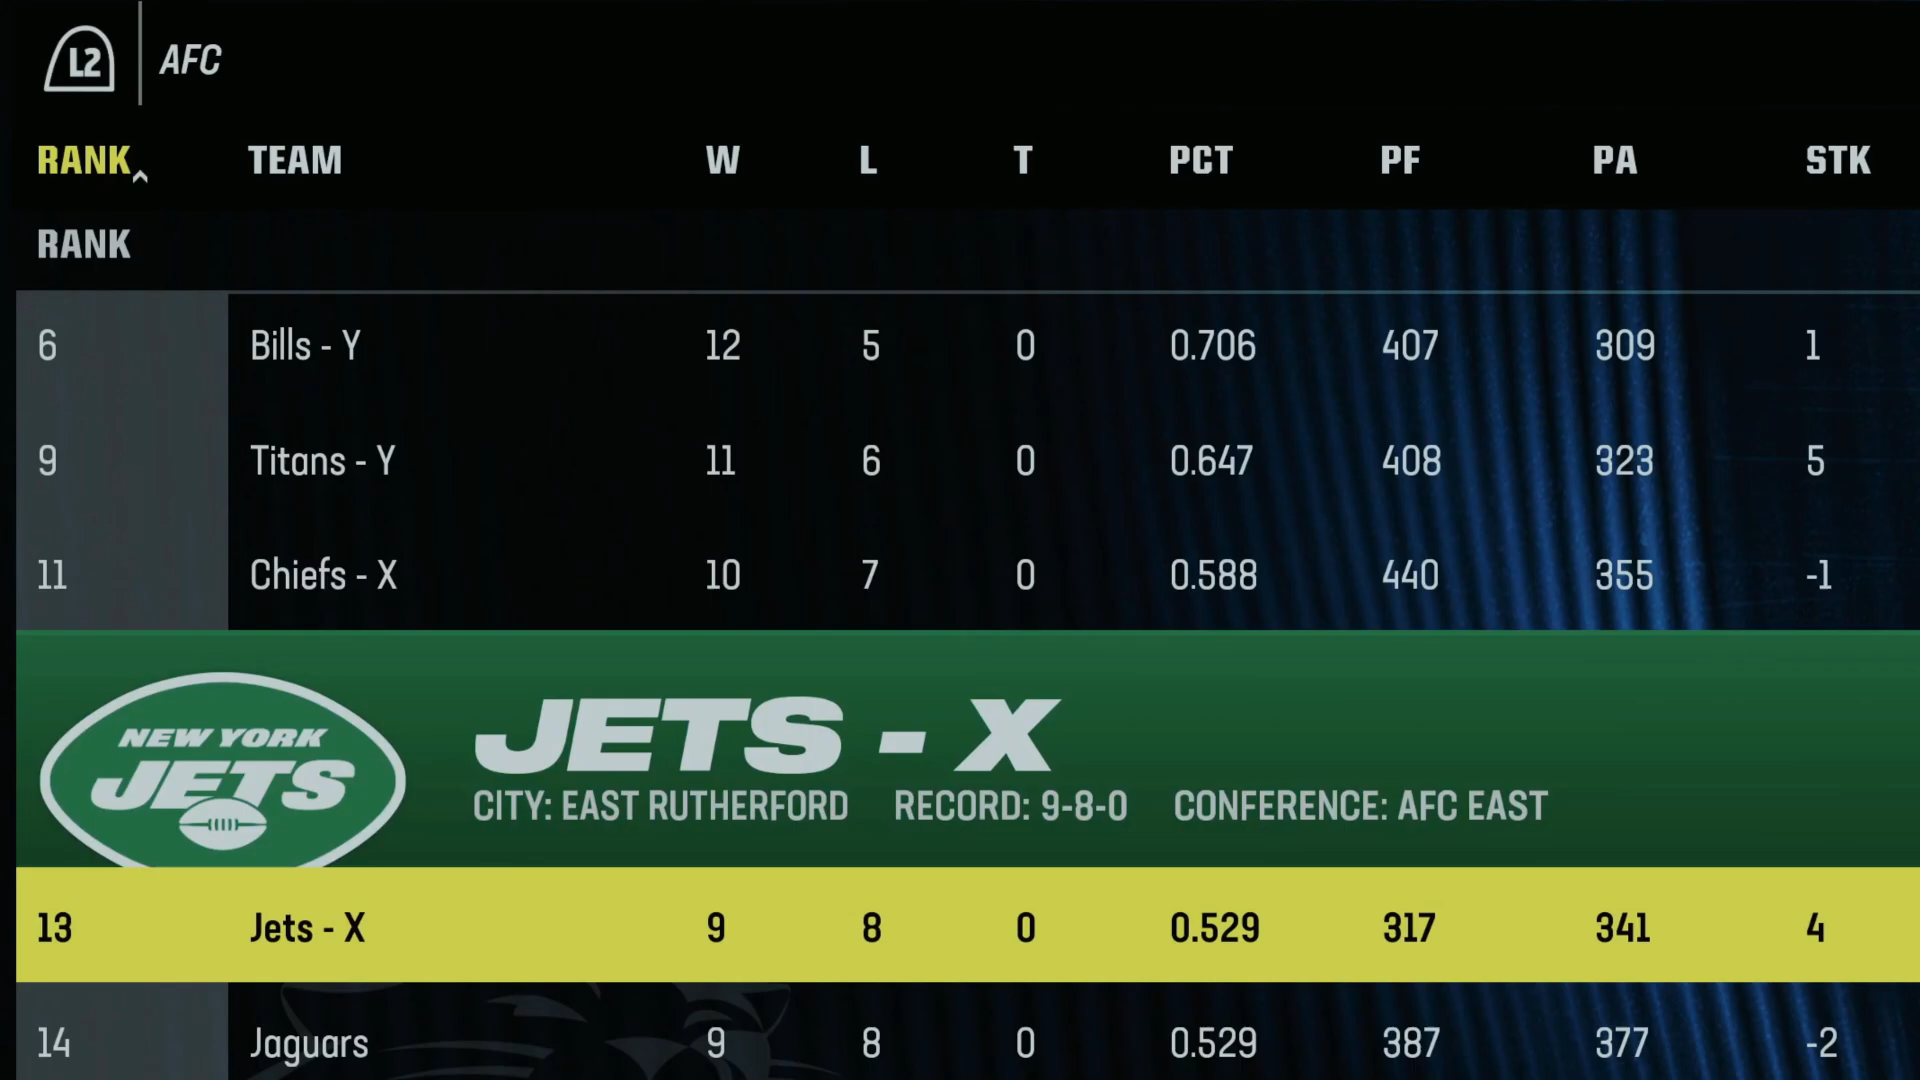 L2 AFC
RANK TEAM W L T PCT PF PA STK
RANK
6 Bills - Y 12 5 0 0.706 407 309 1
9 Titans - Y 11 6 0 0.647 408 323 5
11 Chiefs - X 10 7 0 0.588 440 355 -1
NEW YORK
JETS
JETS - X
CITY: EAST RUTHERFORD RECORD: 9-8-0 CONFERENCE: AFC EAST
13 Jets - X 9 8 0 0.529 317 341 4
14 Jaguars 9 8 0 0.529 387 377 -2